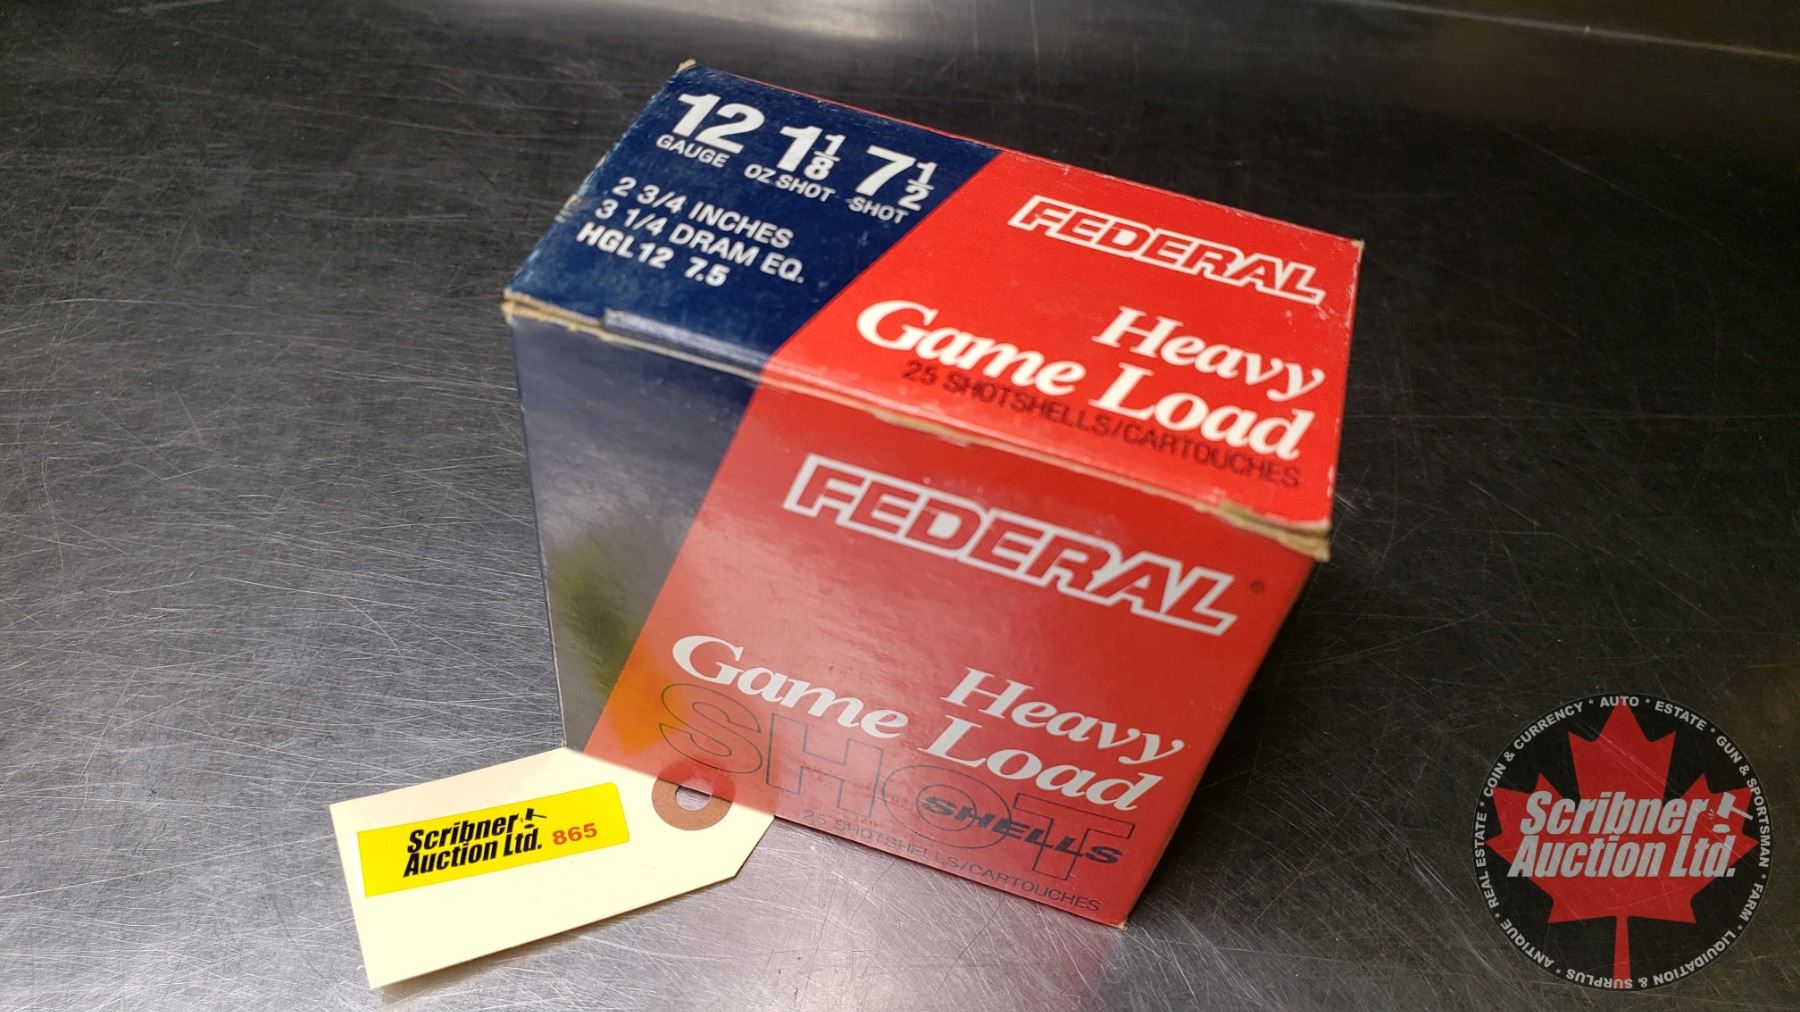 12 1 1/8 7 1/2
GAUGE OZ. SHOT SHOT
2 3/4 INCHES
3 1/4 DRAM EQ.
HGL12 7.5
FEDERAL
Heavy
Game Load
25 SHOTSHELLS/CARTOUCHES
FEDERAL®
Heavy
Game Load
SHOT
SHELLS
25 SHOTSHELLS/CARTOUCHES
Scribner
Auction Ltd. 865
Scribner
Auction Ltd.
ANTIQUE * REAL ESTATE * COIN & CURRENCY * AUTO * ESTATE * GUN & SPORTSMAN * FARM * LIQUIDATION & SURPLUS *